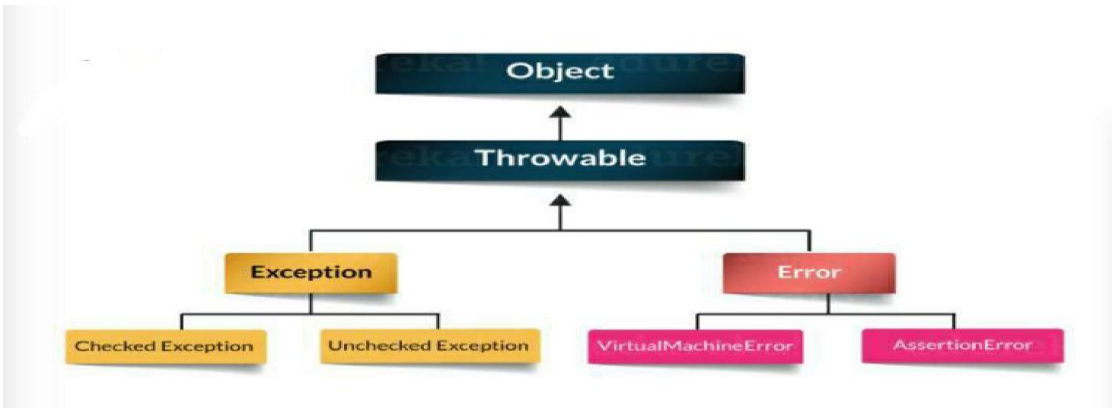 Object
Throwable
Exception
Error
Checked Exception
Unchecked Exception
VirtualMachineError
AssertionError